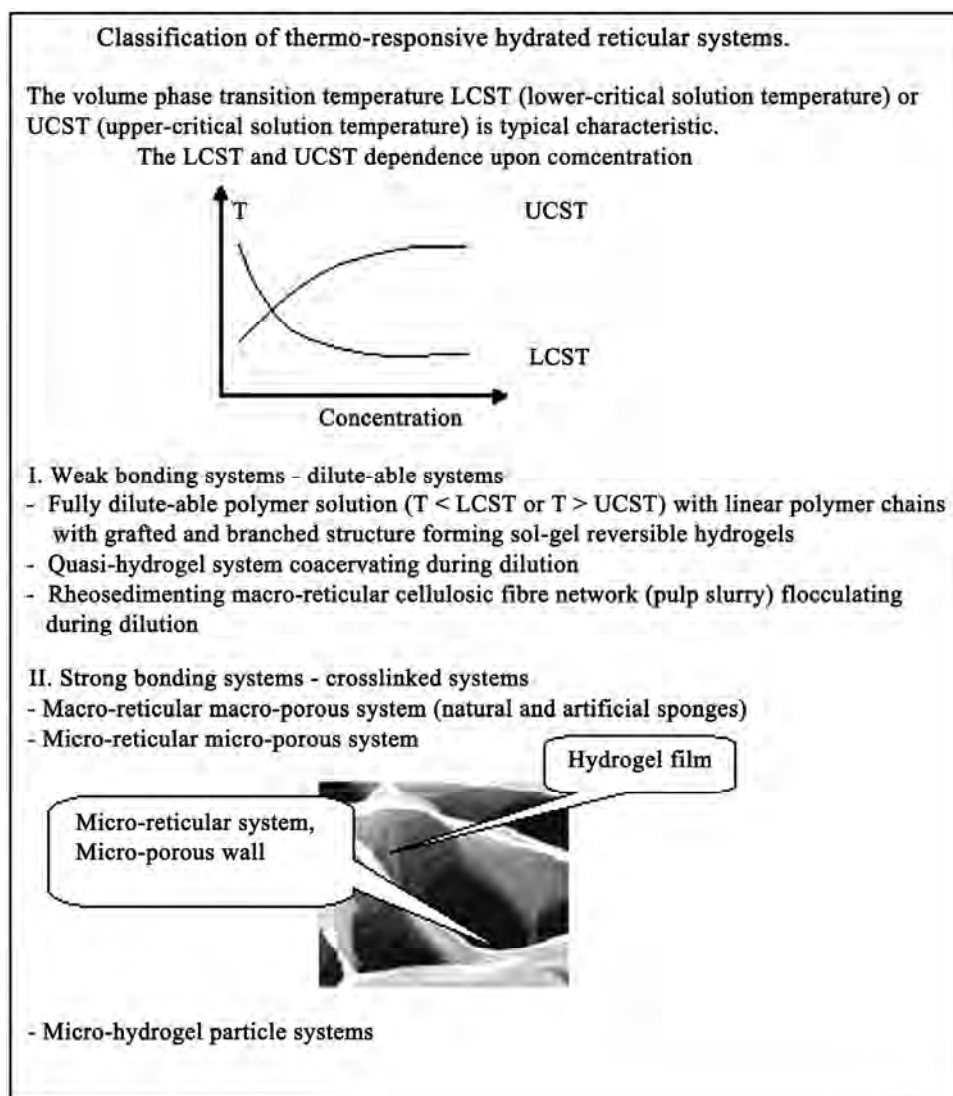 Classification of thermo-responsive hydrated reticular systems.
The volume phase transition temperature LCST (lower-critical solution temperature) or
UCST (upper-critical solution temperature) is typical characteristic.
The LCST and UCST dependence upon comcentration
T
UCST
LCST
Concentration
I. Weak bonding systems - dilute-able systems
- Fully dilute-able polymer solution (T < LCST or T > UCST) with linear polymer chains
with grafted and branched structure forming sol-gel reversible hydrogels
- Quasi-hydrogel system coacervating during dilution
- Rheosedimenting macro-reticular cellulosic fibre network (pulp slurry) flocculating
during dilution
II. Strong bonding systems - crosslinked systems
- Macro-reticular macro-porous system (natural and artificial sponges)
- Micro-reticular micro-porous system
Hydrogel film
Micro-reticular system,
Micro-porous wall
- Micro-hydrogel particle systems